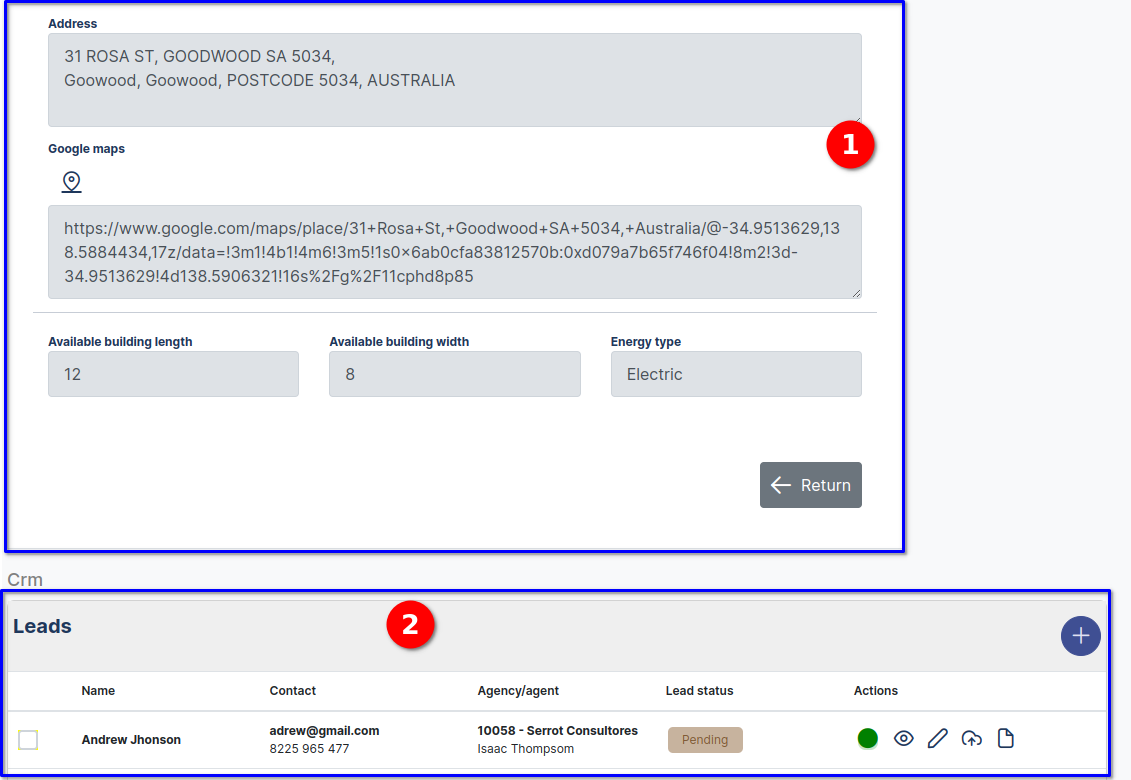 Address
31 ROSA ST, GOODWOOD SA 5034,
Goowood, Goowood, POSTCODE 5034, AUSTRALIA
1
Google maps
https://www.google.com/maps/place/31+Rosa+St,+Goodwood+SA+5034,+Australia/@-34.9513629,13
8.5884434,17z/data=!3m1!4b1!4m6!3m5!1s0×6ab0cfa83812570b:0xd079a7b65f746f04!8m2!3d-
34.9513629!4d138.5906321!16s%2Fg%2F11cphd8p85
Available building length Available building width Energy type
12 8 Electric
Return
Crm
Leads 2
Name Contact Agency/agent Lead status Actions
Andrew Jhonson adrew@gmail.com 10058 - Serrot Consultores Pending
8225 965 477 Isaac Thompsom